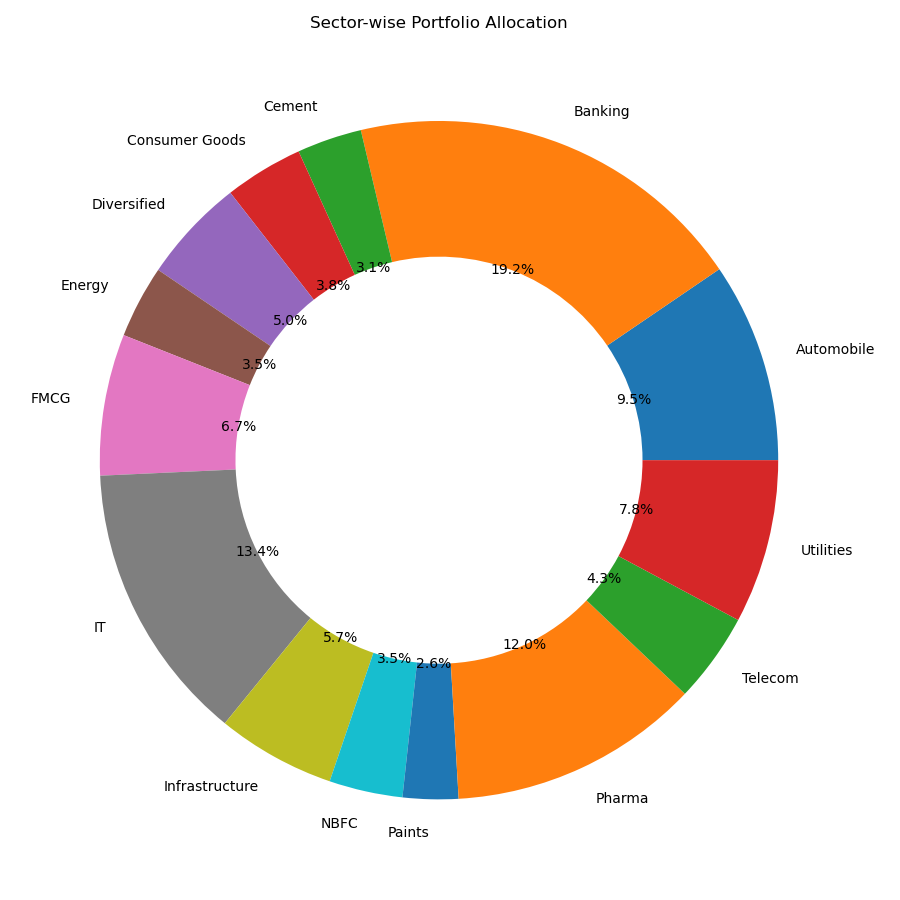 Sector-wise Portfolio Allocation
Cement
Banking
Consumer Goods
Diversified
3.1%
19.2%
Energy
3.8%
5.0%
Automobile
3.5%
FMCG
9.5%
6.7%
7.8%
13.4%
Utilities
4.3%
IT
5.7%
12.0%
3.5%
2.6%
Telecom
Infrastructure
Pharma
NBFC
Paints